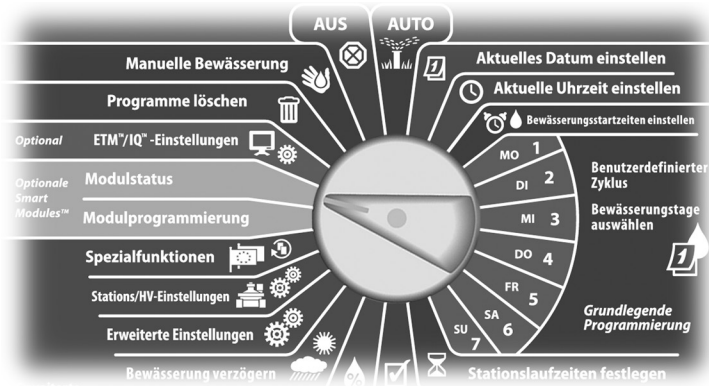 AUS
AUTO
Manuelle Bewässerung
Aktuelles Datum einstellen
Programme löschen
Aktuelle Uhrzeit einstellen
Bewässerungsstartzeiten einstellen
Optional
ETM™/IQ™ -Einstellungen
MO 1
Benutzerdefinierter
Zyklus
Optionale
Smart
Modules™
Modulstatus
DI 2
Bewässerungstage
auswählen
Modulprogrammierung
MI 3
1
Spezialfunktionen
DO 4
Stations/HV-Einstellungen
FR 5
Grundlegende
Programmierung
Erweiterte Einstellungen
SA 6
SU 7
Bewässerung verzögern
%
Stationslaufzeiten festlegen